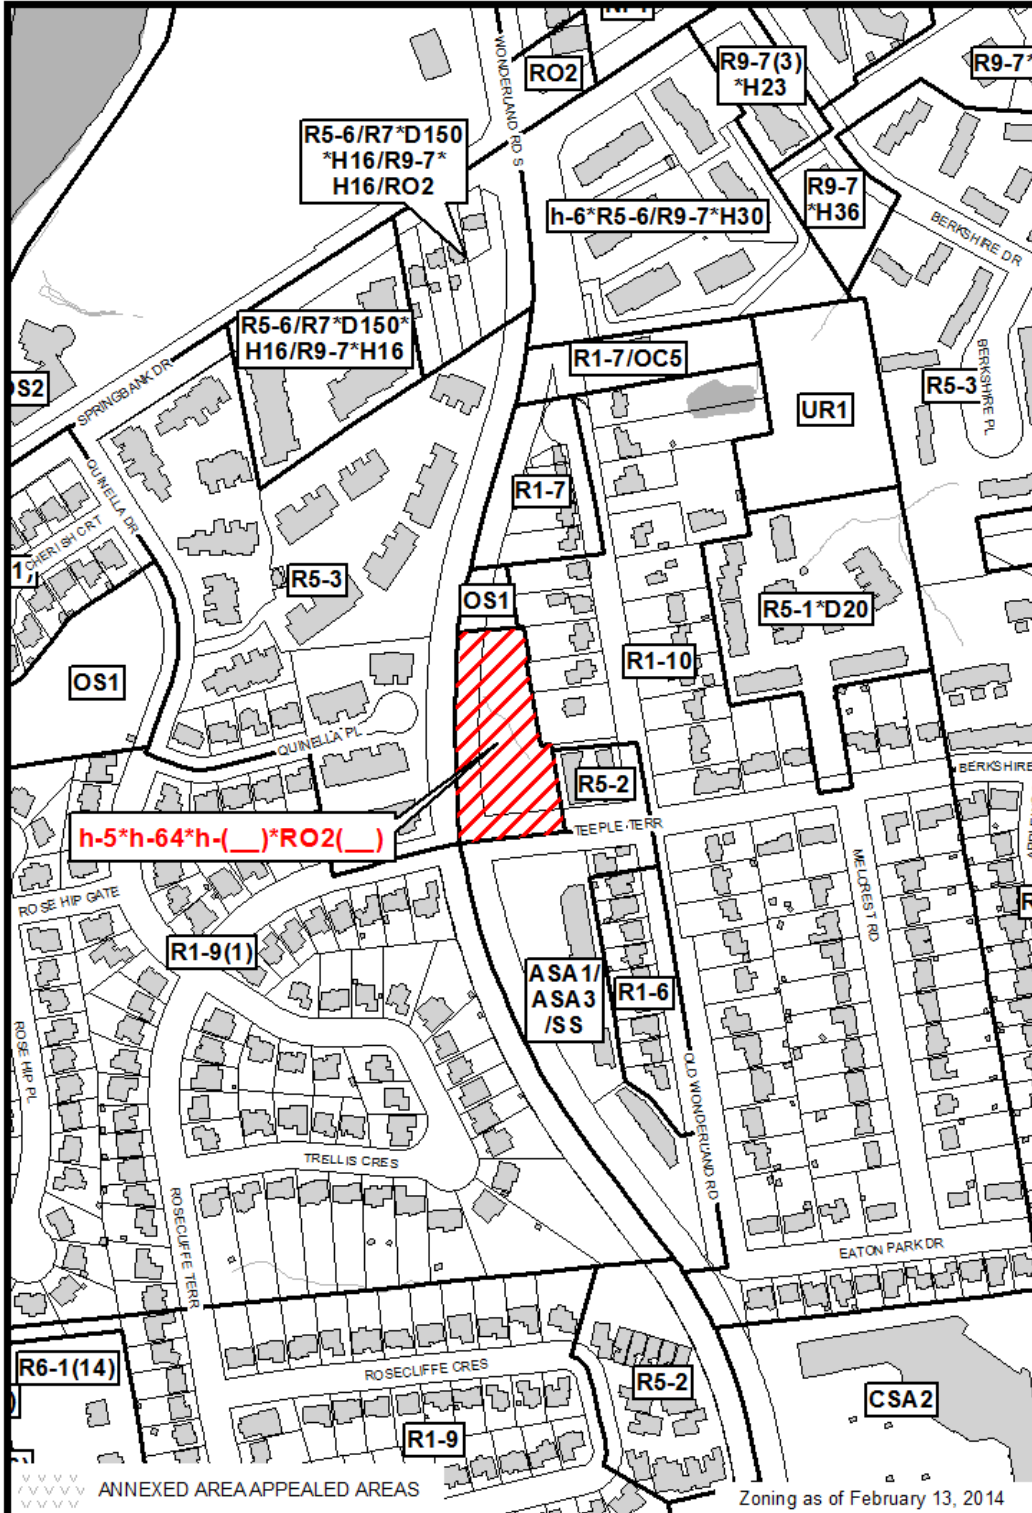 WONDERLAND RD S
RO2
R9-7(3)
*H23
R9-7*
R5-6/R7*D150
*H16/R9-7*
H16/RO2
h-6*R5-6/R9-7*H30
R9-7
*H36
BERKSHIRE DR
R5-6/R7*D150*
H16/R9-7*H16
SPRINGBANK DR
R1-7/OC5
BERKSHIRE PL
R5-3
UR1
OS2
QUINELLA DR
CHERISH CRT
R1-7
R5-3
OS1
R5-1*D20
R1-10
OS1
QUINELLA PL
R5-2
BERKSHIRE
TEEPLE TERR
h-5*h-64*h-(__)*RO2(__)
MELCREST RD
ROSE HIP GATE
R1-9(1)
ASA1/
ASA3
/SS
R1-6
ROSE HIP PL
OLD WONDERLAND RD
TRELLIS CRES
ROSECLIFFE TERR
EATON PARK DR
R6-1(14)
ROSECLIFFE CRES
R5-2
CSA2
R1-9
ANNEXED AREA APPEALED AREAS
Zoning as of February 13, 2014